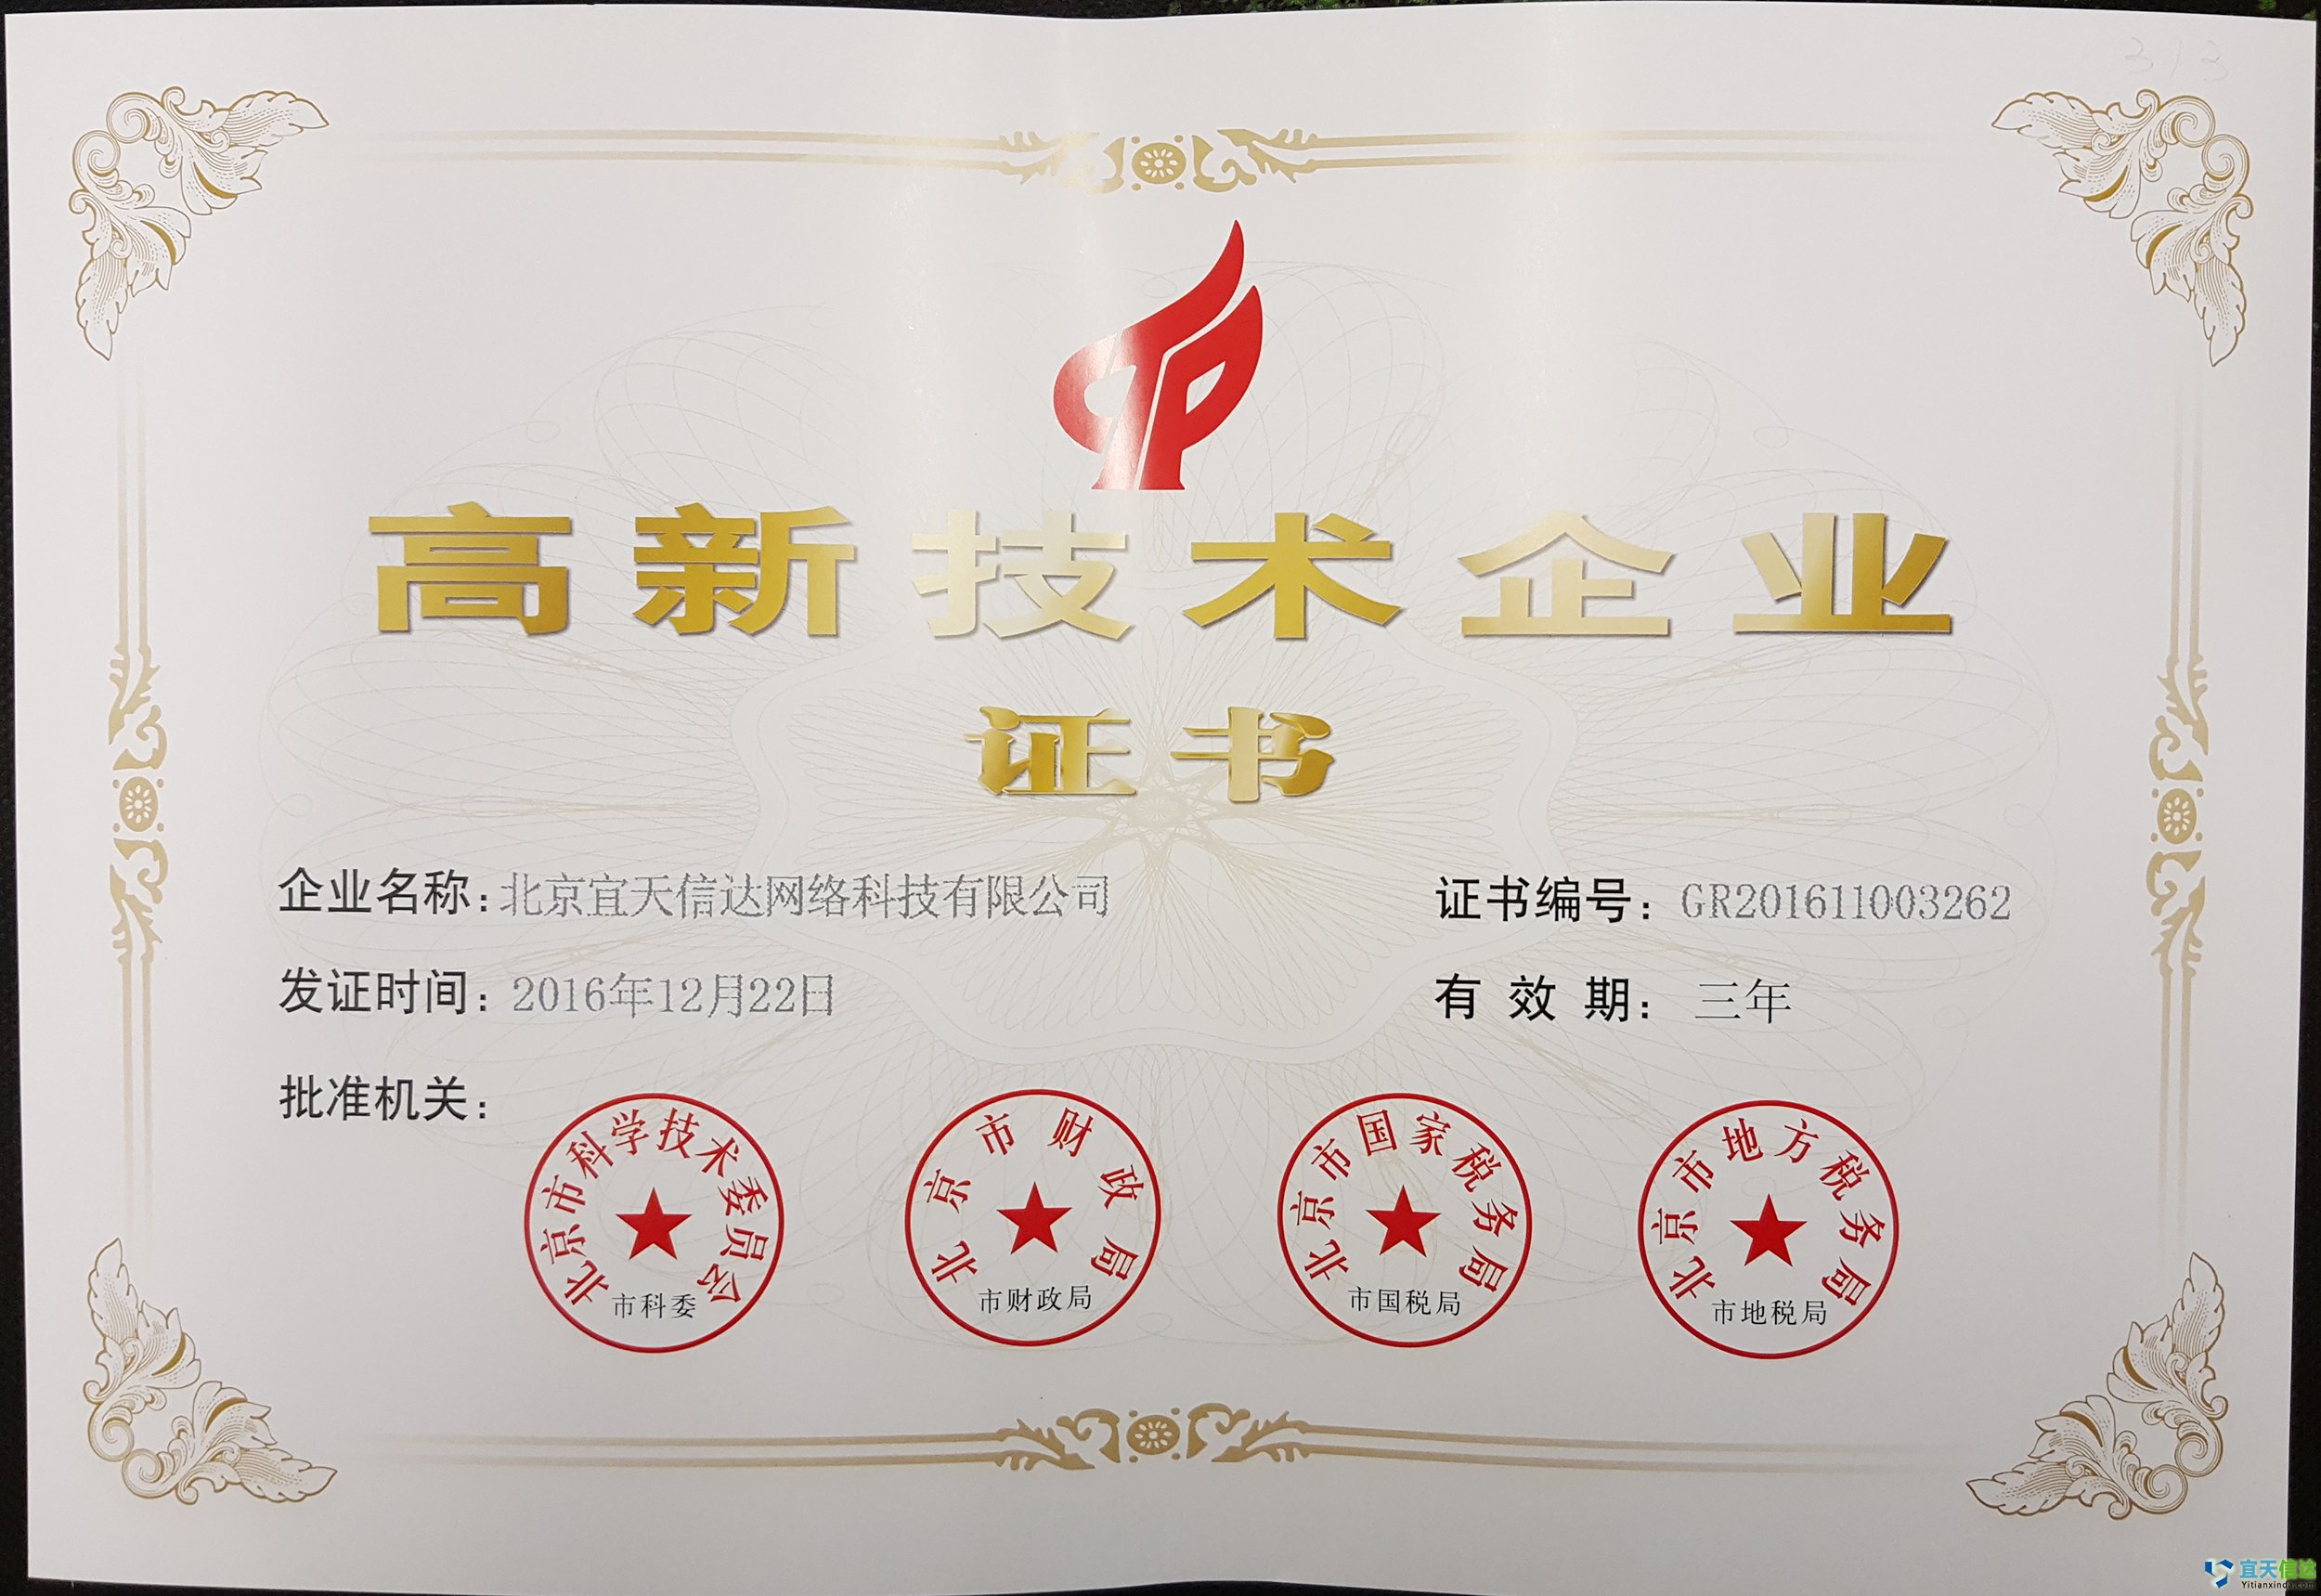 313
高新技术企业
证书
企业名称：北京宜天信达网络科技有限公司
证书编号：GR201611003262
发证时间：2016年12月22日
有效期：三年
批准机关：
北京市科学技术委员会
市科委
北京市财政局
市财政局
北京市国家税务局
市国税局
北京市地方税务局
市地税局
宜天信达
Yitianxinda.com